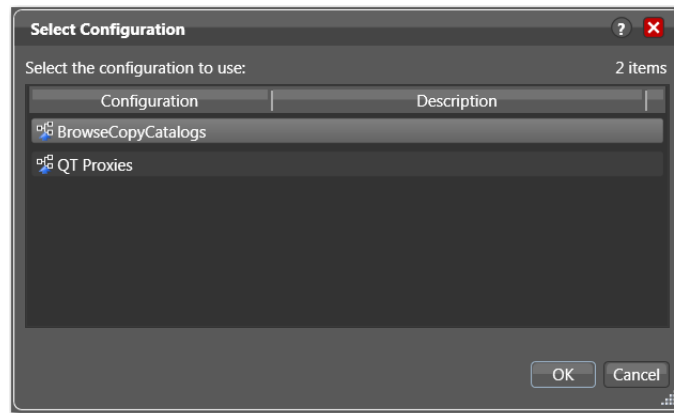 Select Configuration ?
Select the configuration to use: 2 items
Configuration Description
BrowseCopyCatalogs
QT Proxies
OK Cancel